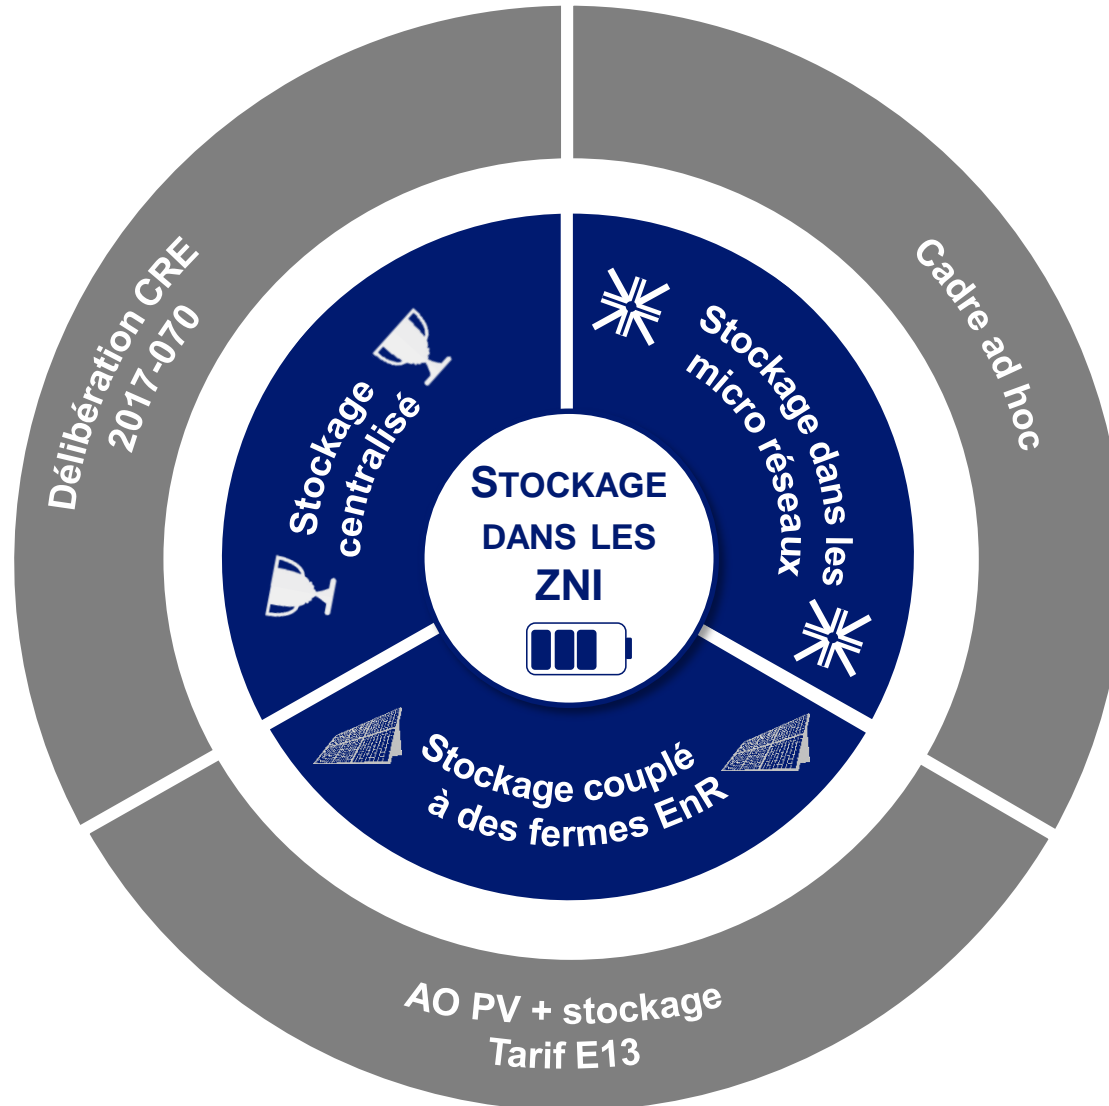 STOCKAGE
DANS LES
ZNI
Stockage
centralisé
Stockage dans les
micro réseaux
Stockage couplé
à des fermes EnR
Délibération CRE
2017-070
Cadre ad hoc
AO PV + stockage
Tarif E13